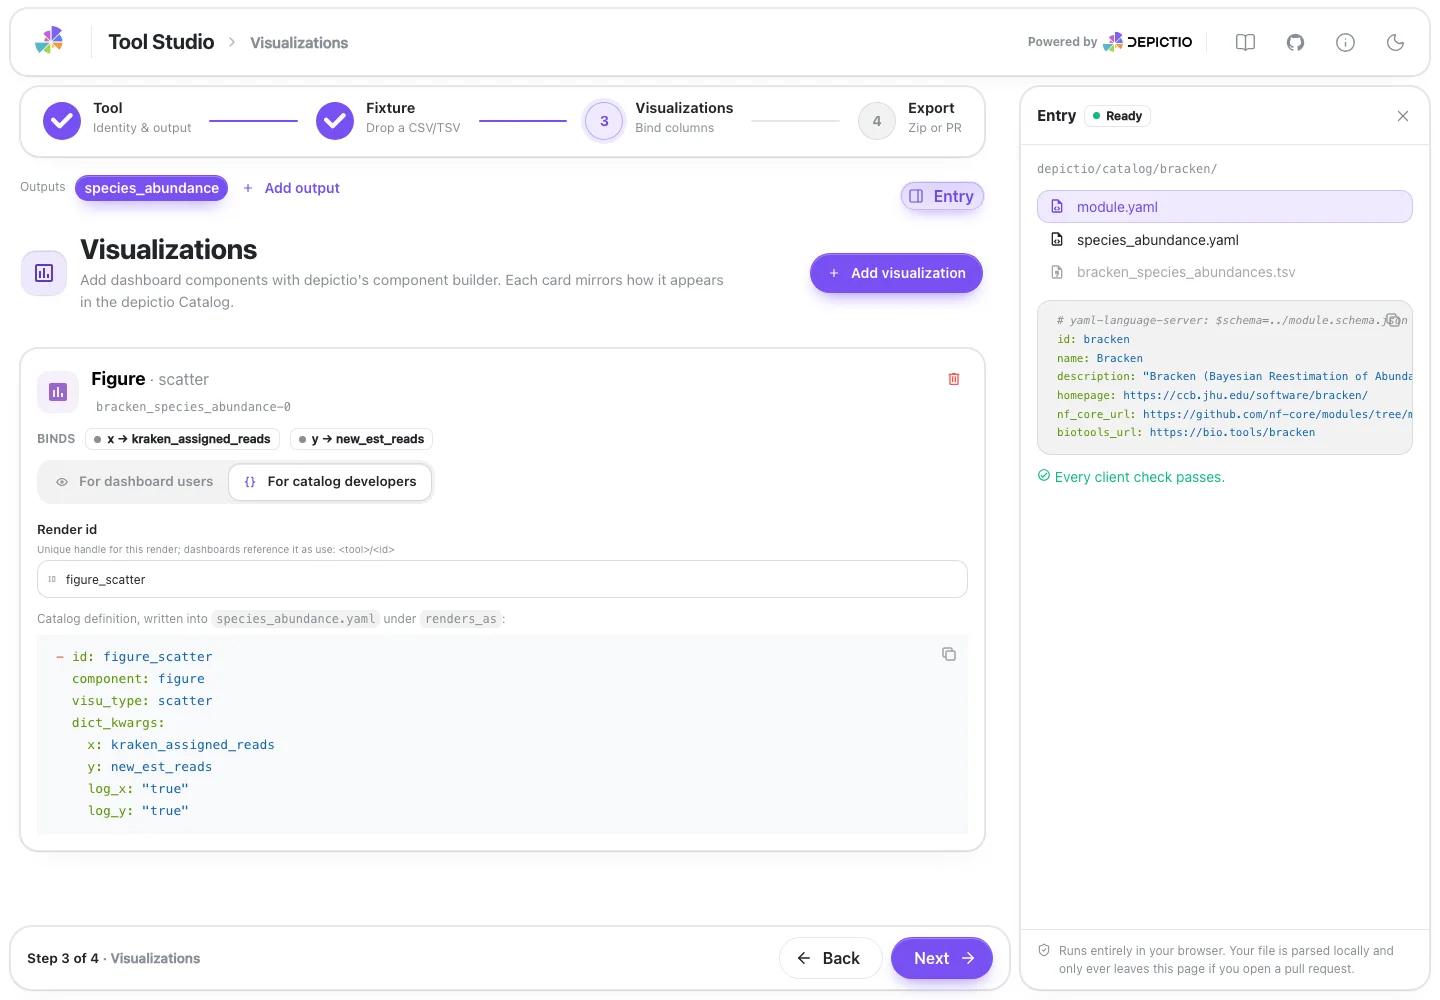 Tool Studio
Visualizations
Powered by DEPICTIO
Tool
Identity & output
Fixture
Drop a CSV/TSV
3
Visualizations
Bind columns
4
Export
Zip or PR
Outputs
species_abundance
+ Add output
Entry
Visualizations
Add dashboard components with depictio's component builder. Each card mirrors how it appears
in the depictio Catalog.
+ Add visualization
Figure · scatter
bracken_species_abundance-0
BINDS
x → kraken_assigned_reads
y → new_est_reads
For dashboard users
{} For catalog developers
Render id
Unique handle for this render; dashboards reference it as use: <tool>/<id>
ID figure_scatter
Catalog definition, written into species_abundance.yaml under renders_as:
- id: figure_scatter
component: figure
visu_type: scatter
dict_kwargs:
x: kraken_assigned_reads
y: new_est_reads
log_x: "true"
log_y: "true"
Step 3 of 4 · Visualizations
← Back
Next →
Entry
Ready
depictio/catalog/bracken/
module.yaml
species_abundance.yaml
bracken_species_abundances.tsv
# yaml-language-server: $schema=../module.schema.json
id: bracken
name: Bracken
description: "Bracken (Bayesian Reestimation of Abunda
homepage: https://ccb.jhu.edu/software/bracken/
nf_core_url: https://github.com/nf-core/modules/tree/m
biotools_url: https://bio.tools/bracken
Every client check passes.
Runs entirely in your browser. Your file is parsed locally and
only ever leaves this page if you open a pull request.